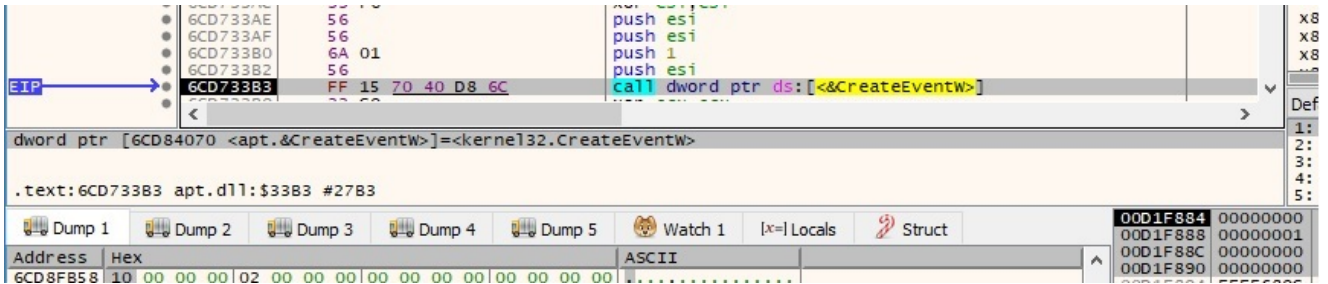 6CD733AE 56 push esi
6CD733AF 56 push esi
6CD733B0 6A 01 push 1
6CD733B2 56 push esi
EIP 6CD733B3 FF 15 70 40 D8 6C call dword ptr ds:[<&CreateEventW>]
Def
dword ptr [6CD84070 <apt.&CreateEventW>]=<kernel32.CreateEventW>
1:
2:
3:
.text:6CD733B3 apt.dll:$33B3 #27B3
4:
5:
Dump 1 Dump 2 Dump 3 Dump 4 Dump 5 Watch 1 [x=] Locals Struct
00D1F884 00000000
00D1F888 00000001
00D1F88C 00000000
00D1F890 00000000
Address Hex ASCII
6CD8FB58 10 00 00 00 02 00 00 00 00 00 00 00 00 00 00 00 ................